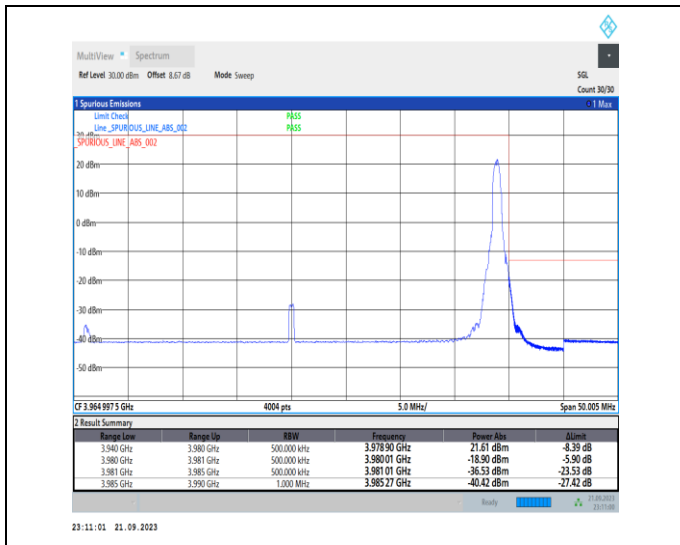 MultiView Spectrum
Ref Level 30.00 dBm Offset 8.67 dB Mode Sweep SGL
Count 30/30
1 Spurious Emissions 1 Max
Limit Check PASS
Line _SPURIOUS_LINE_ABS_002 PASS
_SPURIOUS_LINE_ABS_002
20 dBm
10 dBm
0 dBm
-10 dBm
-20 dBm
-30 dBm
-40 dBm
-50 dBm
CF 3.964 997 5 GHz 4004 pts 5.0 MHz/ Span 50.005 MHz
2 Result Summary
Range Low Range Up RBW Frequency Power Abs ΔLimit
3.940 GHz 3.980 GHz 500.000 kHz 3.978 90 GHz 21.61 dBm -8.39 dB
3.980 GHz 3.981 GHz 500.000 kHz 3.980 01 GHz -18.90 dBm -5.90 dB
3.981 GHz 3.985 GHz 500.000 kHz 3.981 01 GHz -36.53 dBm -23.53 dB
3.985 GHz 3.990 GHz 1.000 MHz 3.985 27 GHz -40.42 dBm -27.42 dB
Ready 21.09.2023
23:11:00
23:11:01 21.09.2023